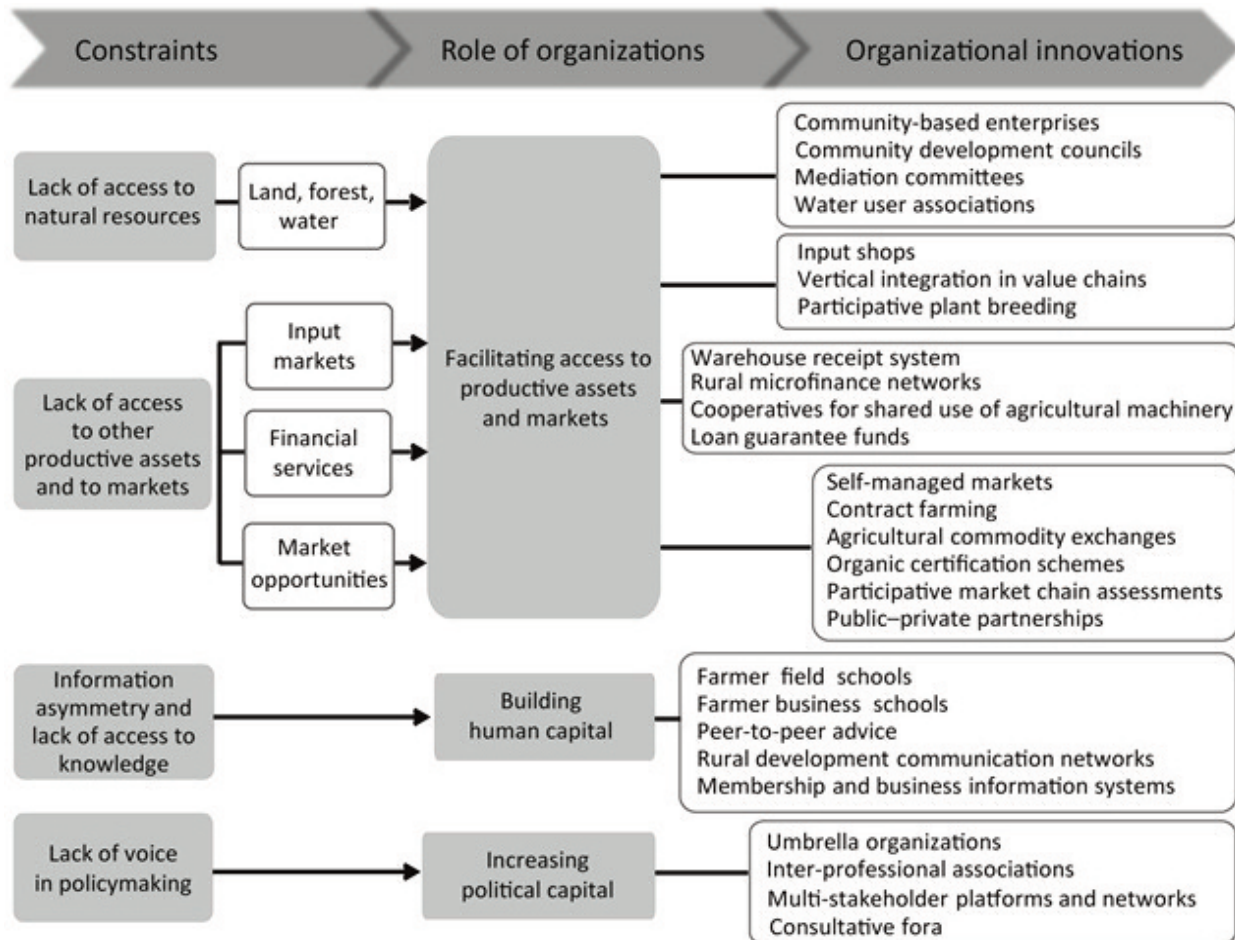 Constraints
Role of organizations
Organizational innovations
Lack of access to
natural resources
Land, forest,
water
Lack of access
to other
productive assets
and to markets
Input
markets
Financial
services
Market
opportunities
Facilitating access to
productive assets
and markets
Community-based enterprises
Community development councils
Mediation committees
Water user associations
Input shops
Vertical integration in value chains
Participative plant breeding
Warehouse receipt system
Rural microfinance networks
Cooperatives for shared use of agricultural machinery
Loan guarantee funds
Self-managed markets
Contract farming
Agricultural commodity exchanges
Organic certification schemes
Participative market chain assessments
Public–private partnerships
Information
asymmetry and
lack of access to
knowledge
Building
human capital
Farmer field schools
Farmer business schools
Peer-to-peer advice
Rural development communication networks
Membership and business information systems
Lack of voice
in policymaking
Increasing
political capital
Umbrella organizations
Inter-professional associations
Multi-stakeholder platforms and networks
Consultative fora